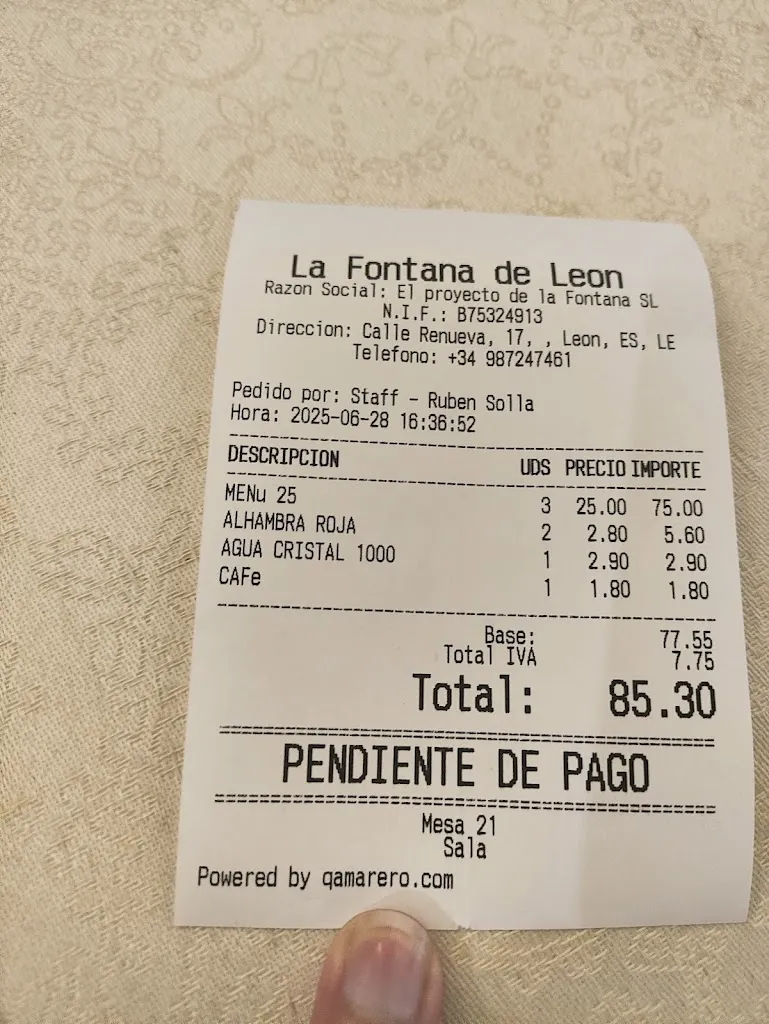 La Fontana de Leon
Razon Social: El proyecto de la Fontana SL
N.I.F.: B75324913
Direccion: Calle Renueva, 17, , Leon, ES, LE
Telefono: +34 987247461
Pedido por: Staff - Ruben Solla
Hora: 2025-06-28 16:36:52
DESCRIPCION UDS PRECIO IMPORTE
MENu 25 3 25.00 75.00
ALHAMBRA ROJA 2 2.80 5.60
AGUA CRISTAL 1000 1 2.90 2.90
CAFe 1 1.80 1.80
Base: 77.55
Total IVA 7.75
Total: 85.30
PENDIENTE DE PAGO
Mesa 21
Sala
Powered by qamarero.com